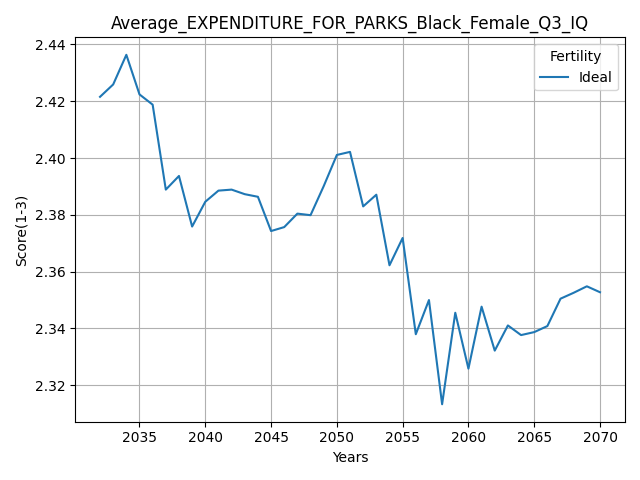 Average_EXPENDITURE_FOR_PARKS_Black_Female_Q3_IQ
Fertility
Ideal
Score(1-3)
2.44
2.42
2.40
2.38
2.36
2.34
2.32
2035 2040 2045 2050 2055 2060 2065 2070
Years